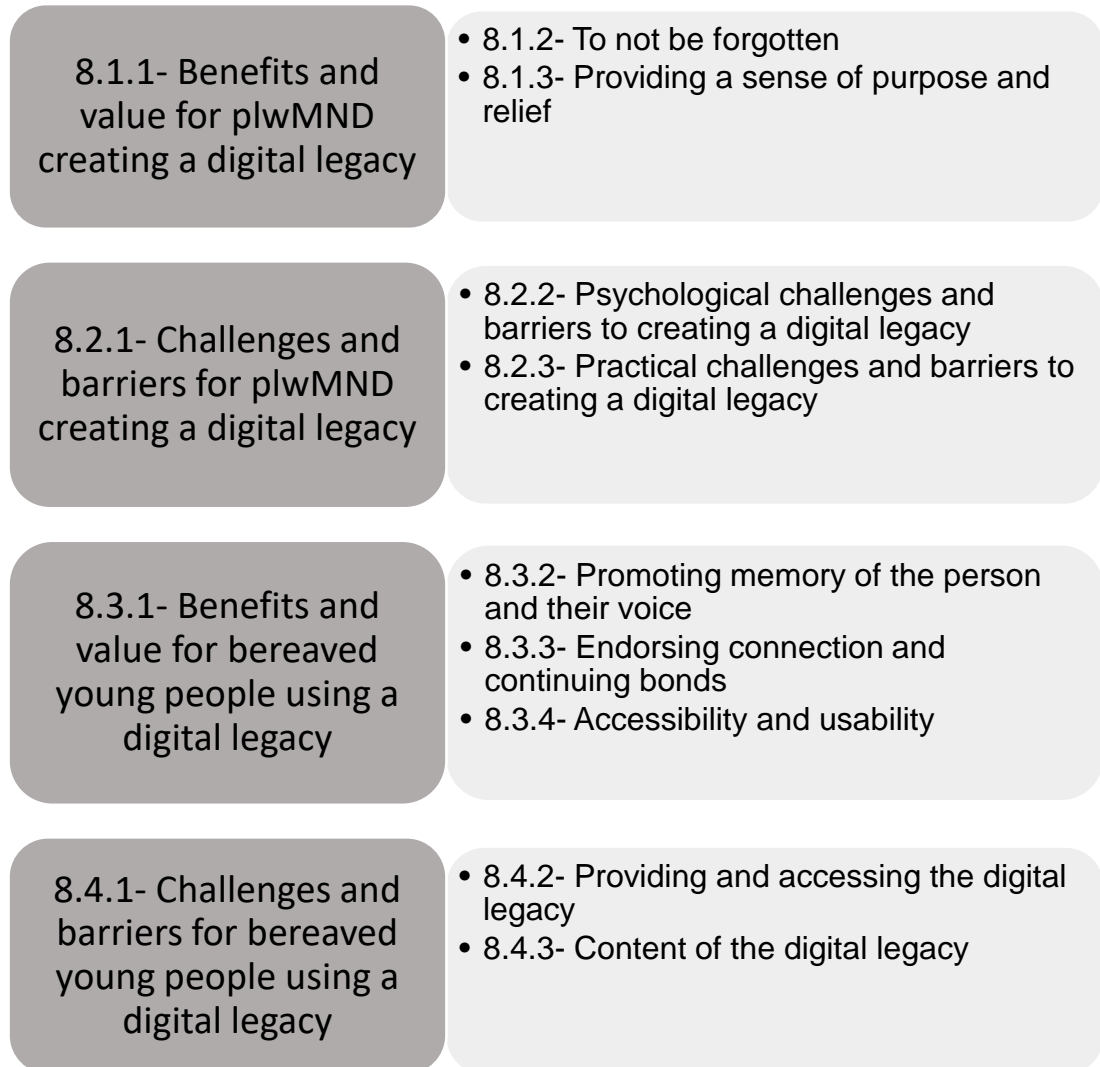 8.1.1- Benefits and
value for plwMND
creating a digital legacy
• 8.1.2- To not be forgotten
• 8.1.3- Providing a sense of purpose and
relief
8.2.1- Challenges and
barriers for plwMND
creating a digital legacy
• 8.2.2- Psychological challenges and
barriers to creating a digital legacy
• 8.2.3- Practical challenges and barriers to
creating a digital legacy
8.3.1- Benefits and
value for bereaved
young people using a
digital legacy
• 8.3.2- Promoting memory of the person
and their voice
• 8.3.3- Endorsing connection and
continuing bonds
• 8.3.4- Accessibility and usability
8.4.1- Challenges and
barriers for bereaved
young people using a
digital legacy
• 8.4.2- Providing and accessing the digital
legacy
• 8.4.3- Content of the digital legacy